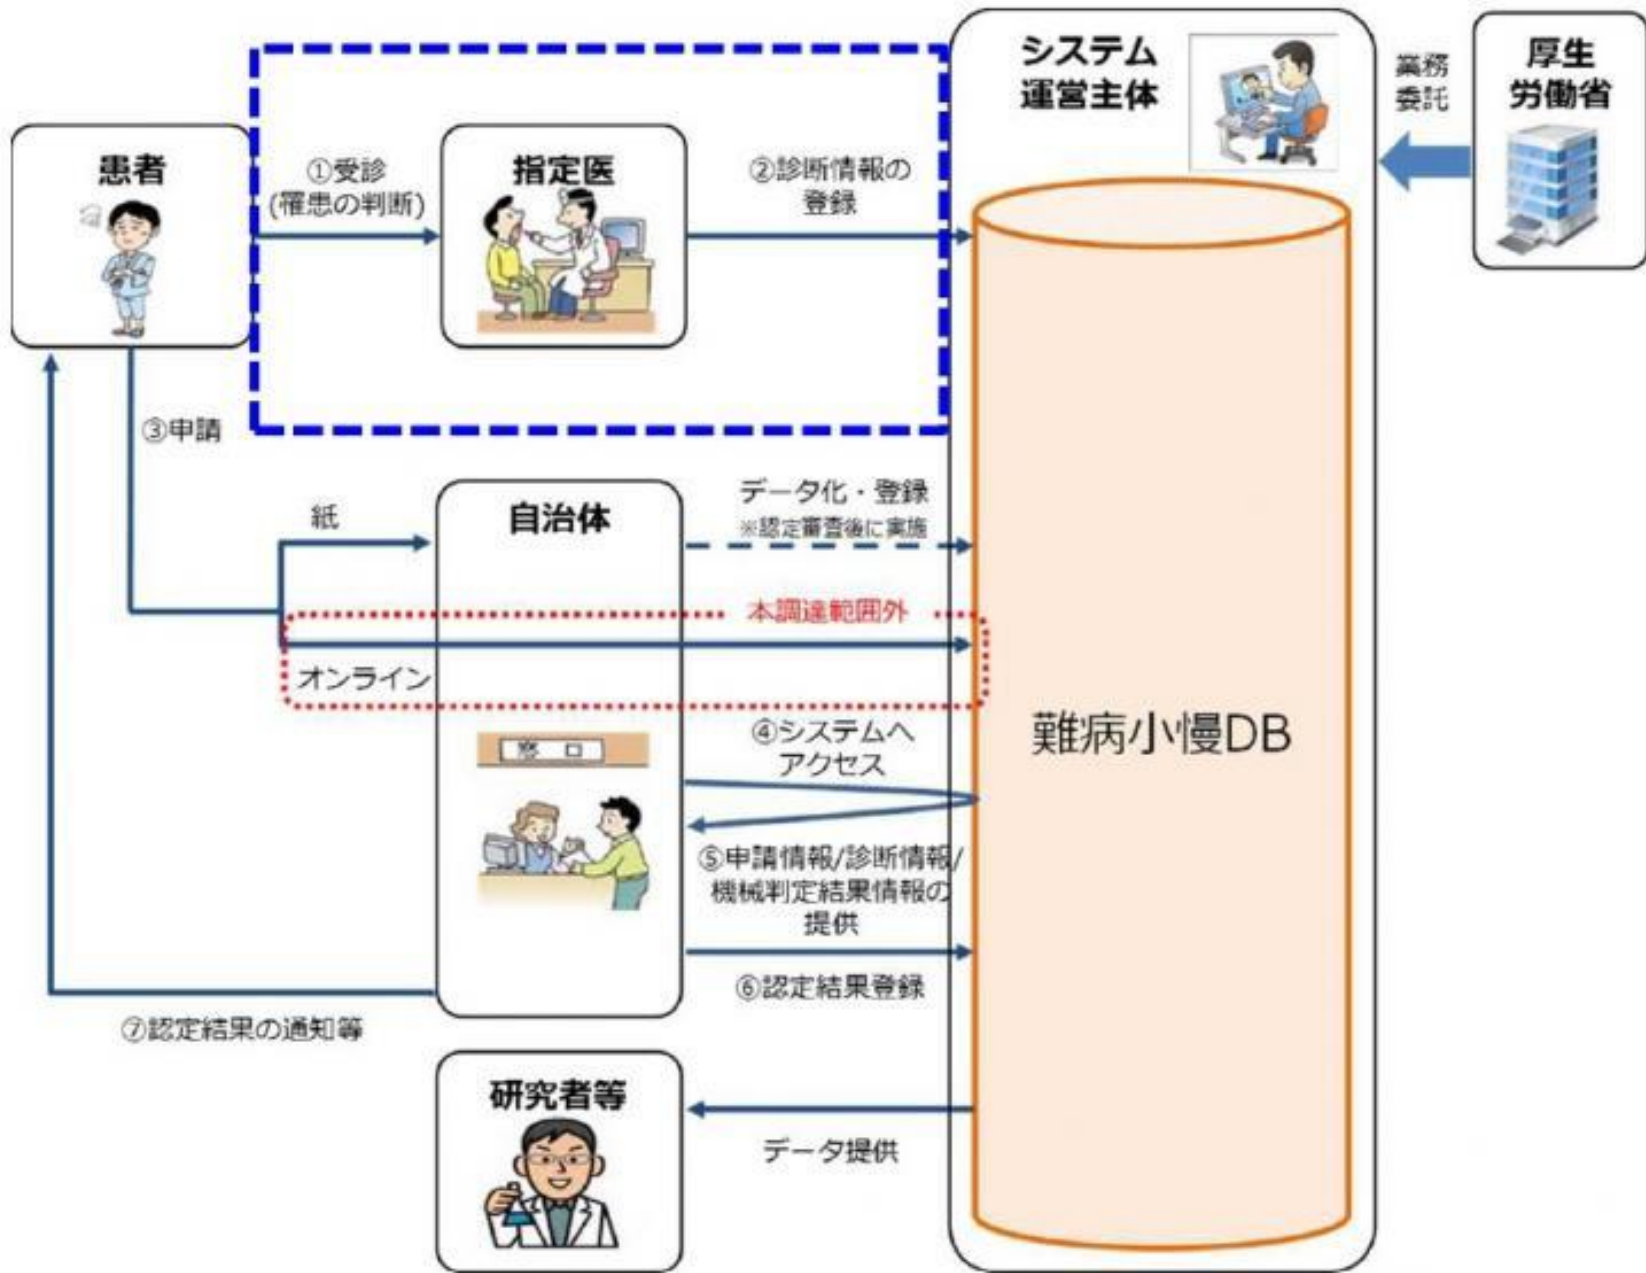 システム
運営主体
業務
委託
厚生
労働省
患者
①受診
(罹患の判断)
指定医
②診断情報の
登録
③申請
紙
自治体
データ化・登録
※認定審査後に実施
本調達範囲外
オンライン
窓 口
④システムへ
アクセス
難病小慢DB
⑤申請情報/診断情報/
機械判定結果情報の
提供
⑥認定結果登録
⑦認定結果の通知等
研究者等
データ提供